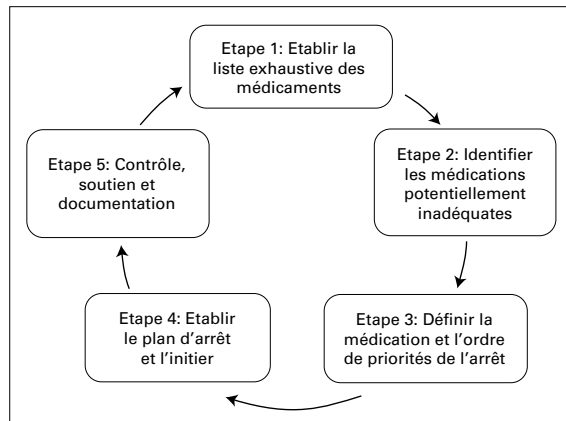 Etape 1: Etablir la
liste exhaustive des
médicaments
Etape 2: Identifier
les médications
potentiellement
inadéquates
Etape 3: Définir la
médication et l’ordre
de priorités de l’arrêt
Etape 4: Etablir
le plan d’arrêt
et l’initier
Etape 5: Contrôle,
soutien et
documentation